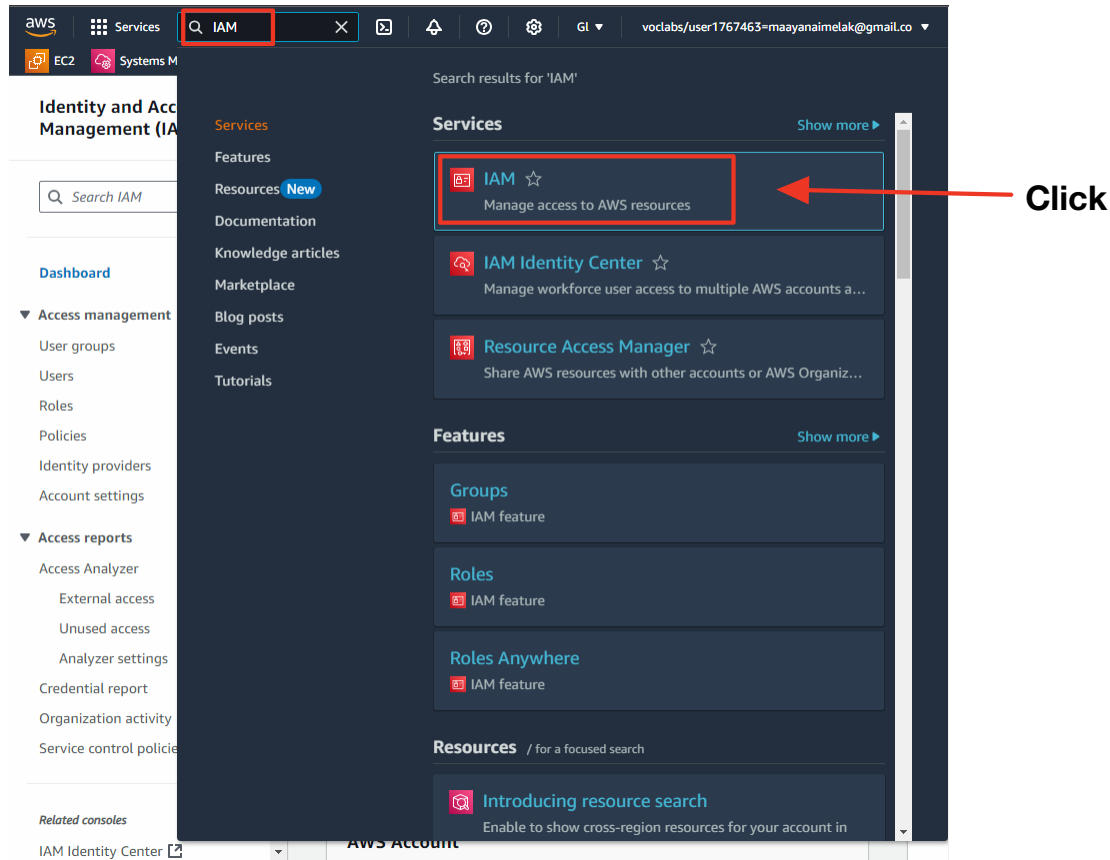 aws
Services
IAM
Gl
voclabs/user1767463=maayanaimelak@gmail.co
EC2
Systems M
Identity and Acc
Management (IA
Search IAM
Dashboard
Access management
User groups
Users
Roles
Policies
Identity providers
Account settings
Access reports
Access Analyzer
External access
Unused access
Analyzer settings
Credential report
Organization activity
Service control policie
Related consoles
IAM Identity Center
Search results for 'IAM'
Services
Features
Resources New
Documentation
Knowledge articles
Marketplace
Blog posts
Events
Tutorials
Services
Show more
IAM
Manage access to AWS resources
IAM Identity Center
Manage workforce user access to multiple AWS accounts a...
Resource Access Manager
Share AWS resources with other accounts or AWS Organiz...
Features
Show more
Groups
IAM feature
Roles
IAM feature
Roles Anywhere
IAM feature
Resources / for a focused search
Introducing resource search
Enable to show cross-region resources for your account in
AWS Account
Click